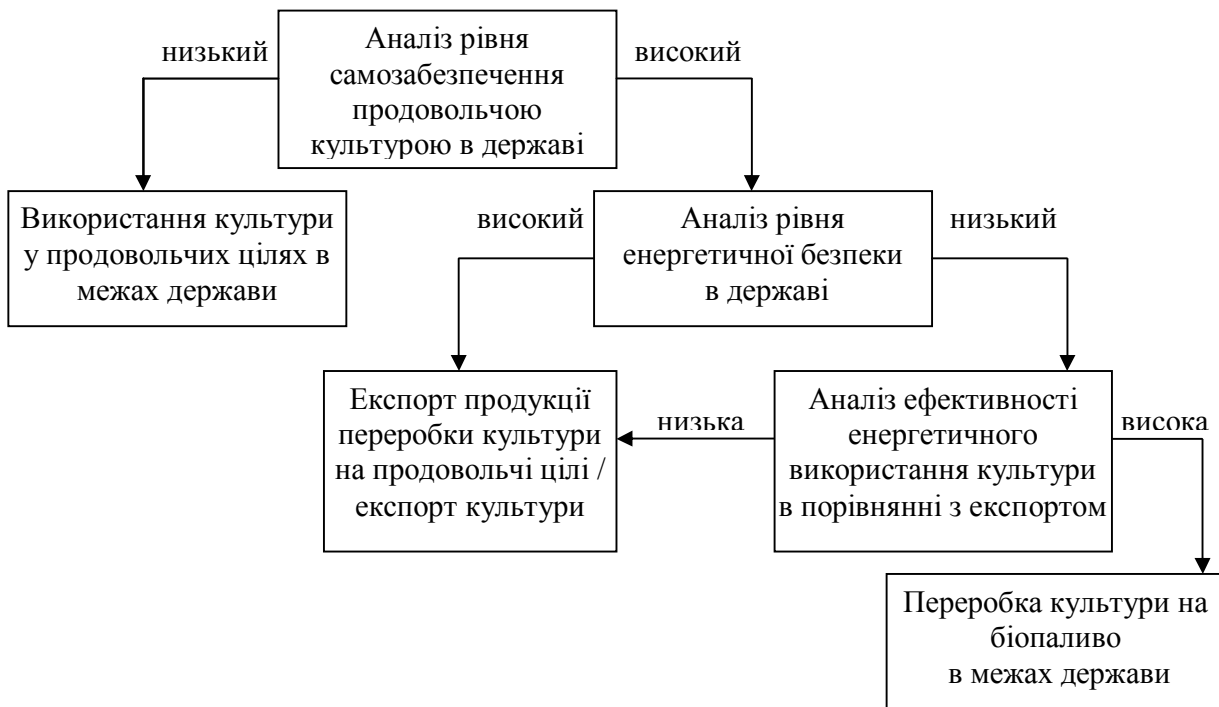 низький
Аналіз рівня
самозабезпечення
продовольчою
культурою в державі
високий
Використання культури
у продовольчих цілях в
межах держави
високий
Аналіз рівня
енергетичної безпеки
в державі
низький
Експорт продукції
переробки культури
на продовольчі цілі /
експорт культури
низька
Аналіз ефективності
енергетичного
використання культури
в порівнянні з експортом
висока
Переробка культури на
біопаливо
в межах держави